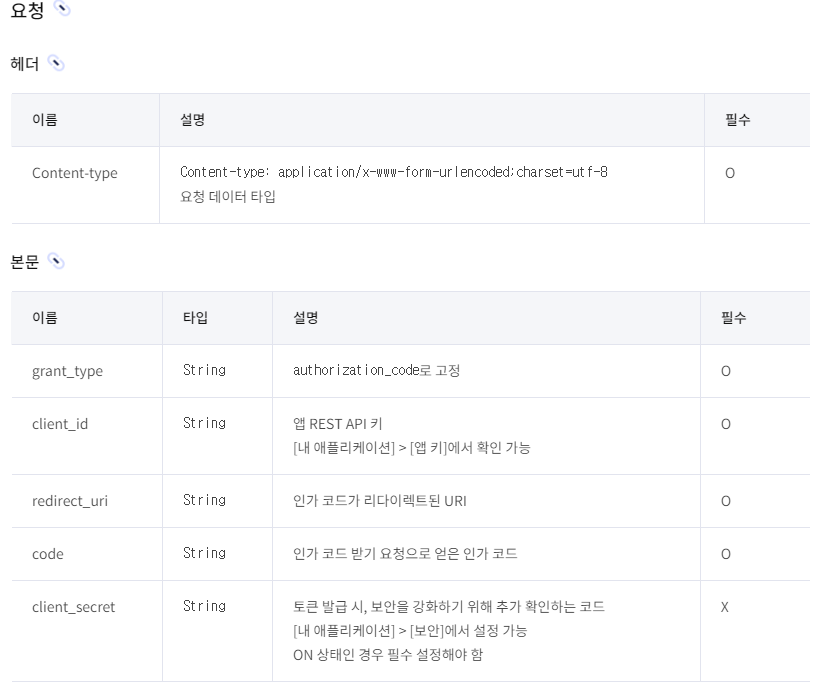 요청
헤더
이름 설명 필수
Content-type Content-type: application/x-www-form-urlencoded;charset=utf-8 O
요청 데이터 타입
본문
이름 타입 설명 필수
grant_type String authorization_code로 고정 O
client_id String 앱 REST API 키 O
[내 애플리케이션] > [앱 키]에서 확인 가능
redirect_uri String 인가 코드가 리다이렉트된 URI O
code String 인가 코드 받기 요청으로 얻은 인가 코드 O
client_secret String 토큰 발급 시, 보안을 강화하기 위해 추가 확인하는 코드 X
[내 애플리케이션] > [보안]에서 설정 가능
ON 상태인 경우 필수 설정해야 함